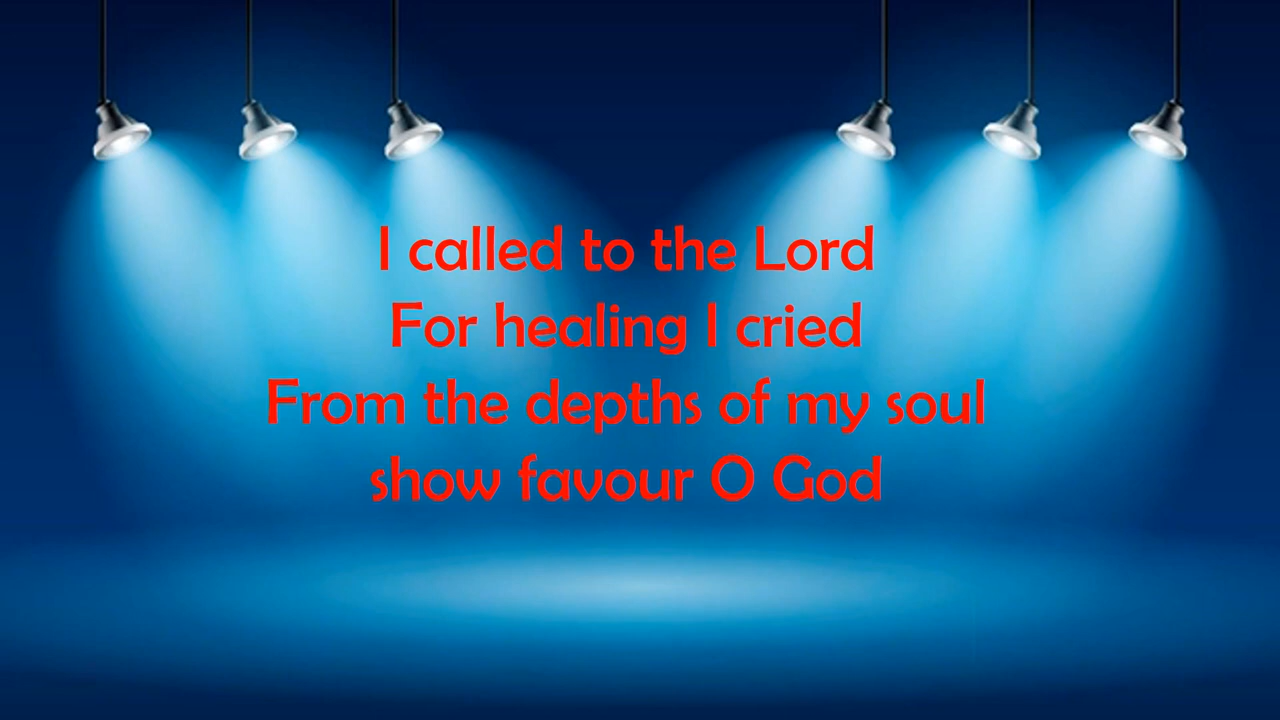 I called to the Lord
For healing I cried
From the depths of my soul
show favour O God